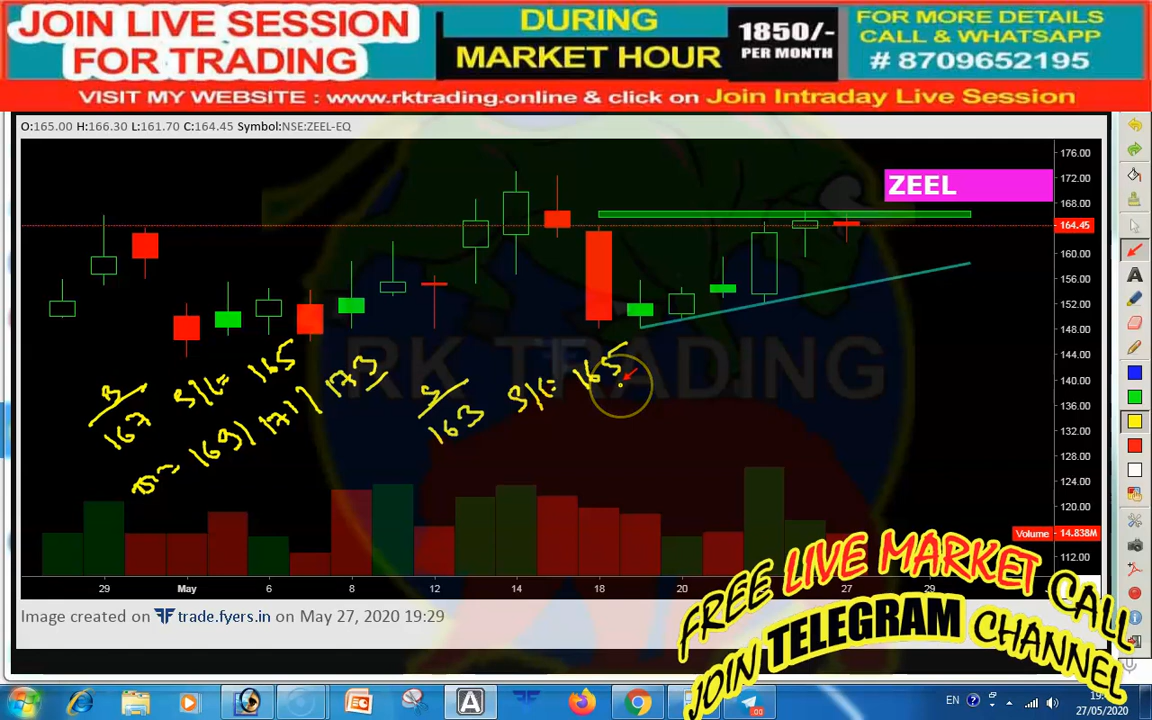 JOIN LIVE SESSION
FOR TRADING
DURING
MARKET HOUR
1850/-
PER MONTH
FOR MORE DETAILS
CALL & WHATSAPP
# 8709652195
VISIT MY WEBSITE : www.rktrading.online & click on Join Intraday Live Session
O:165.00 H:166.30 L:161.70 C:164.45 Symbol:NSE:ZEEL-EQ
ZEEL
176.00
172.00
168.00
164.45
160.00
156.00
152.00
148.00
144.00
140.00
136.00
132.00
128.00
124.00
120.00
112.00
RK TRADING
B
167
S/L= 165
169/171/173
S
163
S/L= 165
Volume 14.838M
29 May 6 8 12 14 18 20 27 29
Image created on trade.fyers.in on May 27, 2020 19:29
FREE LIVE MARKET CALL
JOIN TELEGRAM CHANNEL
A
EN
27/05/2020